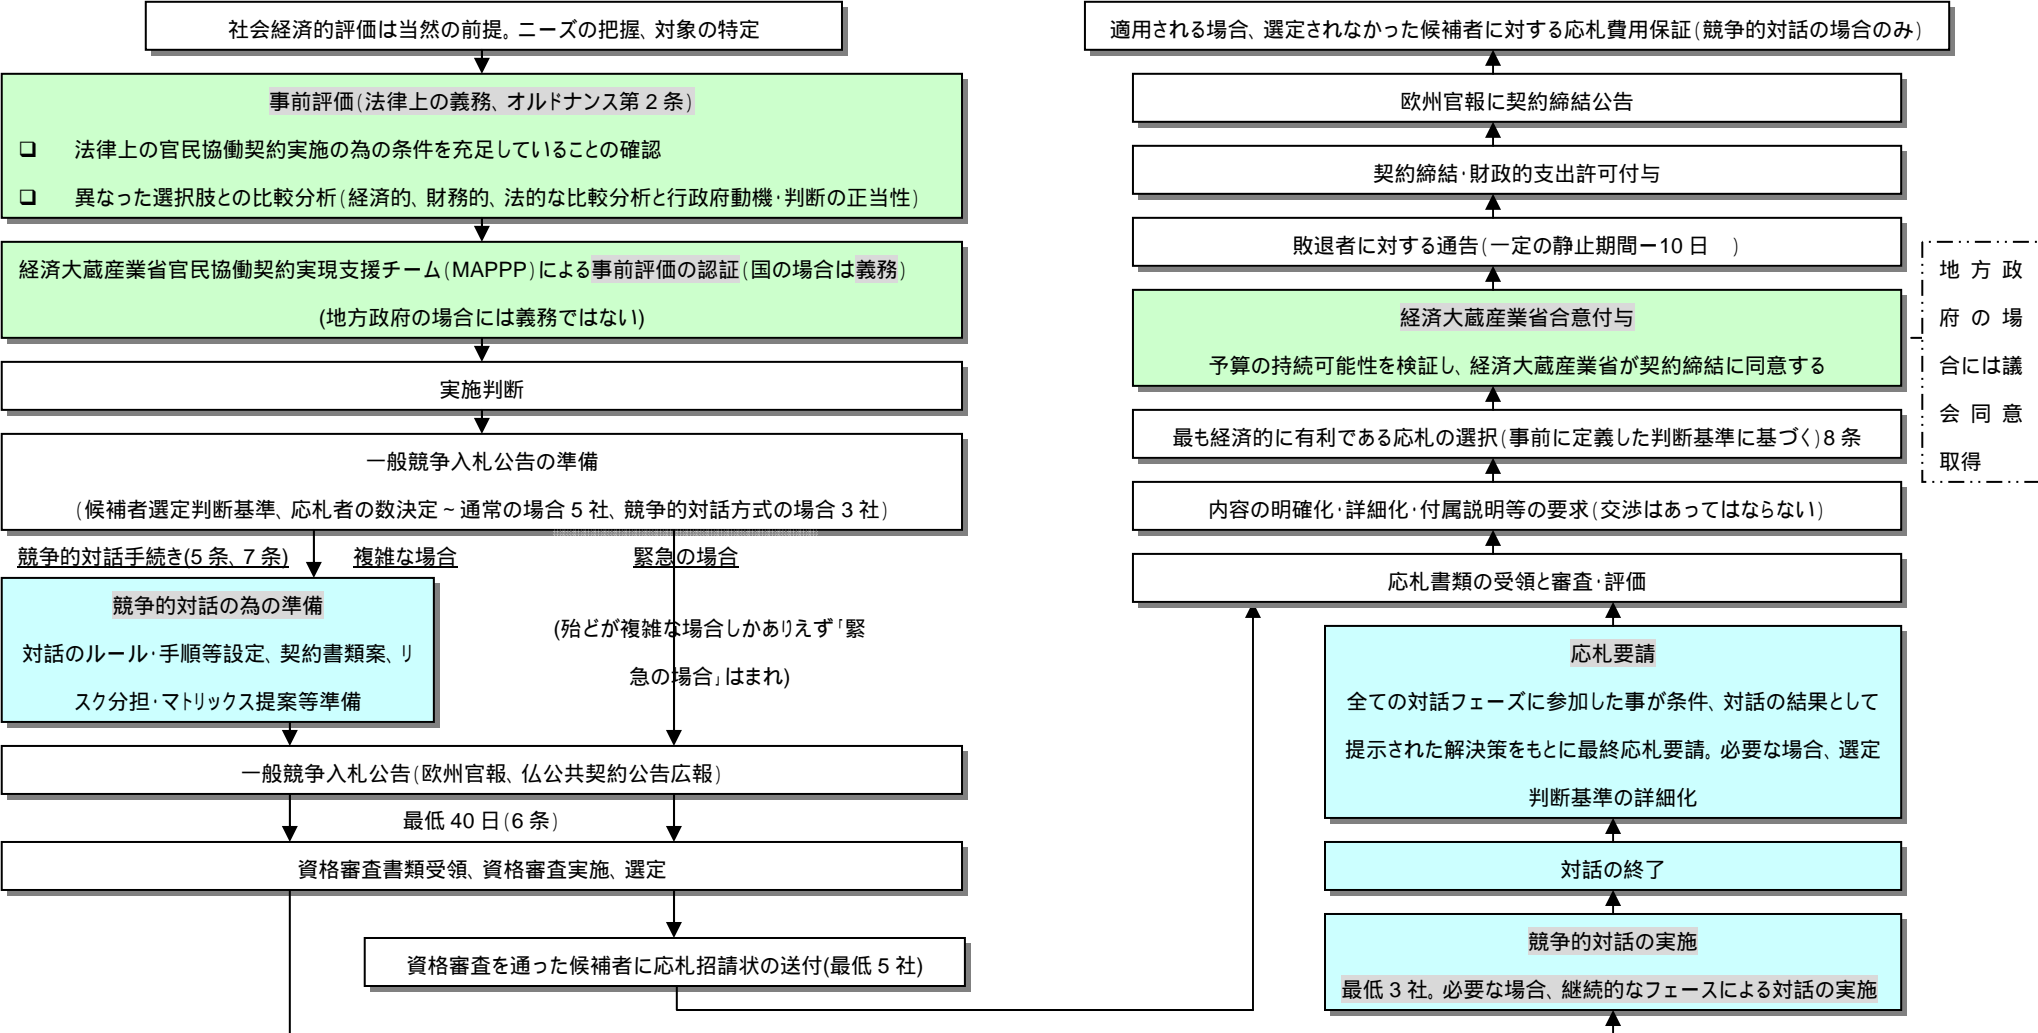 社会経済的評価は当然の前提。ニーズの把握、対象の特定
事前評価(法律上の義務、オルドナンス第 2 条)
❑ 法律上の官民協働契約実施の為の条件を充足していることの確認
❑ 異なった選択肢との比較分析(経済的、財務的、法的な比較分析と行政府動機・判断の正当性)
経済大蔵産業省官民協働契約実現支援チーム(MAPPP)による事前評価の認証(国の場合は義務)
(地方政府の場合には義務ではない)
実施判断
一般競争入札公告の準備
(候補者選定判断基準、応札者の数決定~通常の場合 5 社、競争的対話方式の場合 3 社)
競争的対話手続き(5 条、7 条) 複雑な場合 緊急の場合
競争的対話の為の準備
対話のルール・手順等設定、契約書類案、リ
スク分担・マトリックス提案等準備
(殆どが複雑な場合しかありえず「緊
急の場合」はまれ)
一般競争入札公告(欧州官報、仏公共契約公告広報)
最低 40 日(6 条)
資格審査書類受領、資格審査実施、選定
資格審査を通った候補者に応札招請状の送付(最低 5 社)
適用される場合、選定されなかった候補者に対する応札費用保証(競争的対話の場合のみ)
欧州官報に契約締結公告
契約締結・財政的支出許可付与
敗退者に対する通告(一定の静止期間ー10 日 )
経済大蔵産業省合意付与
予算の持続可能性を検証し、経済大蔵産業省が契約締結に同意する
地方政
府の場
合には議
会同意
取得
最も経済的に有利である応札の選択(事前に定義した判断基準に基づく)8 条
内容の明確化・詳細化・付属説明等の要求(交渉はあってはならない)
応札書類の受領と審査・評価
応札要請
全ての対話フェーズに参加した事が条件、対話の結果として
提示された解決策をもとに最終応札要請。必要な場合、選定
判断基準の詳細化
対話の終了
競争的対話の実施
最低 3 社。必要な場合、継続的なフェースによる対話の実施